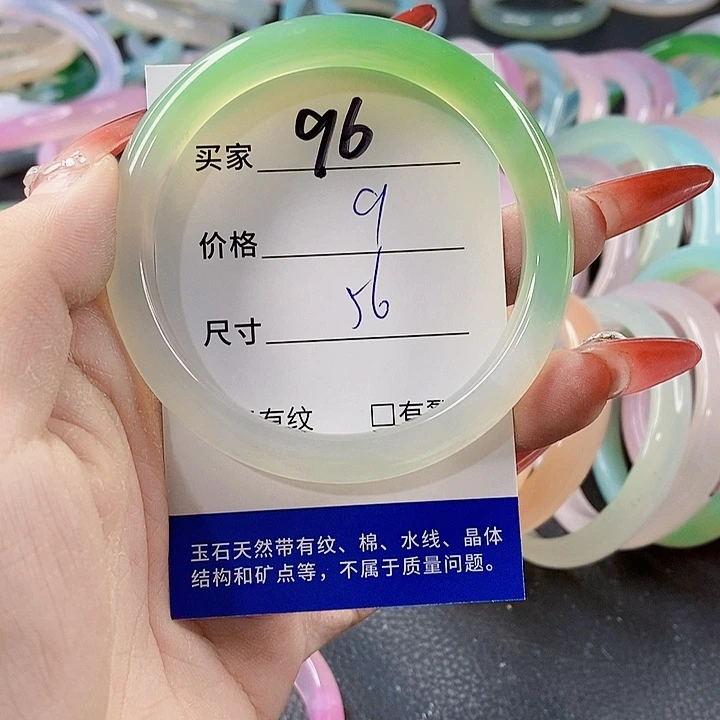 买家 96
价格 9
尺寸 56
有纹 □有
玉石天然带有纹、棉、水线、晶体
结构和矿点等，不属于质量问题。